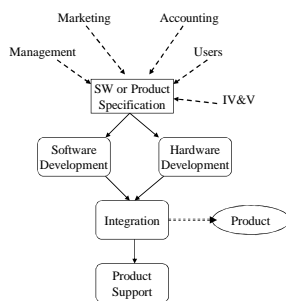 Marketing
Accounting
Management
Users
SW or Product
Specification
IV&V
Software
Development
Hardware
Development
Integration
Product
Product
Support